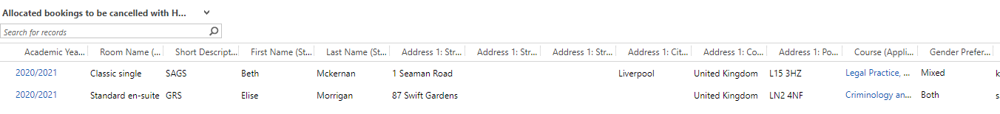 Allocated bookings to be cancelled with H...
Search for records
Academic Yea... Room Name (... Short Descript... First Name (St... Last Name (St... Address 1: Str... Address 1: Str... Address 1: Str... Address 1: Cit... Address 1: Co... Address 1: Po... Course (Appli... Gender Prefer...
2020/2021 Classic single SAGS Beth Mckernan 1 Seaman Road Liverpool United Kingdom L15 3HZ Legal Practice, ... Mixed k
2020/2021 Standard en-suite GRS Elise Morrigan 87 Swift Gardens United Kingdom LN2 4NF Criminology an... Both s